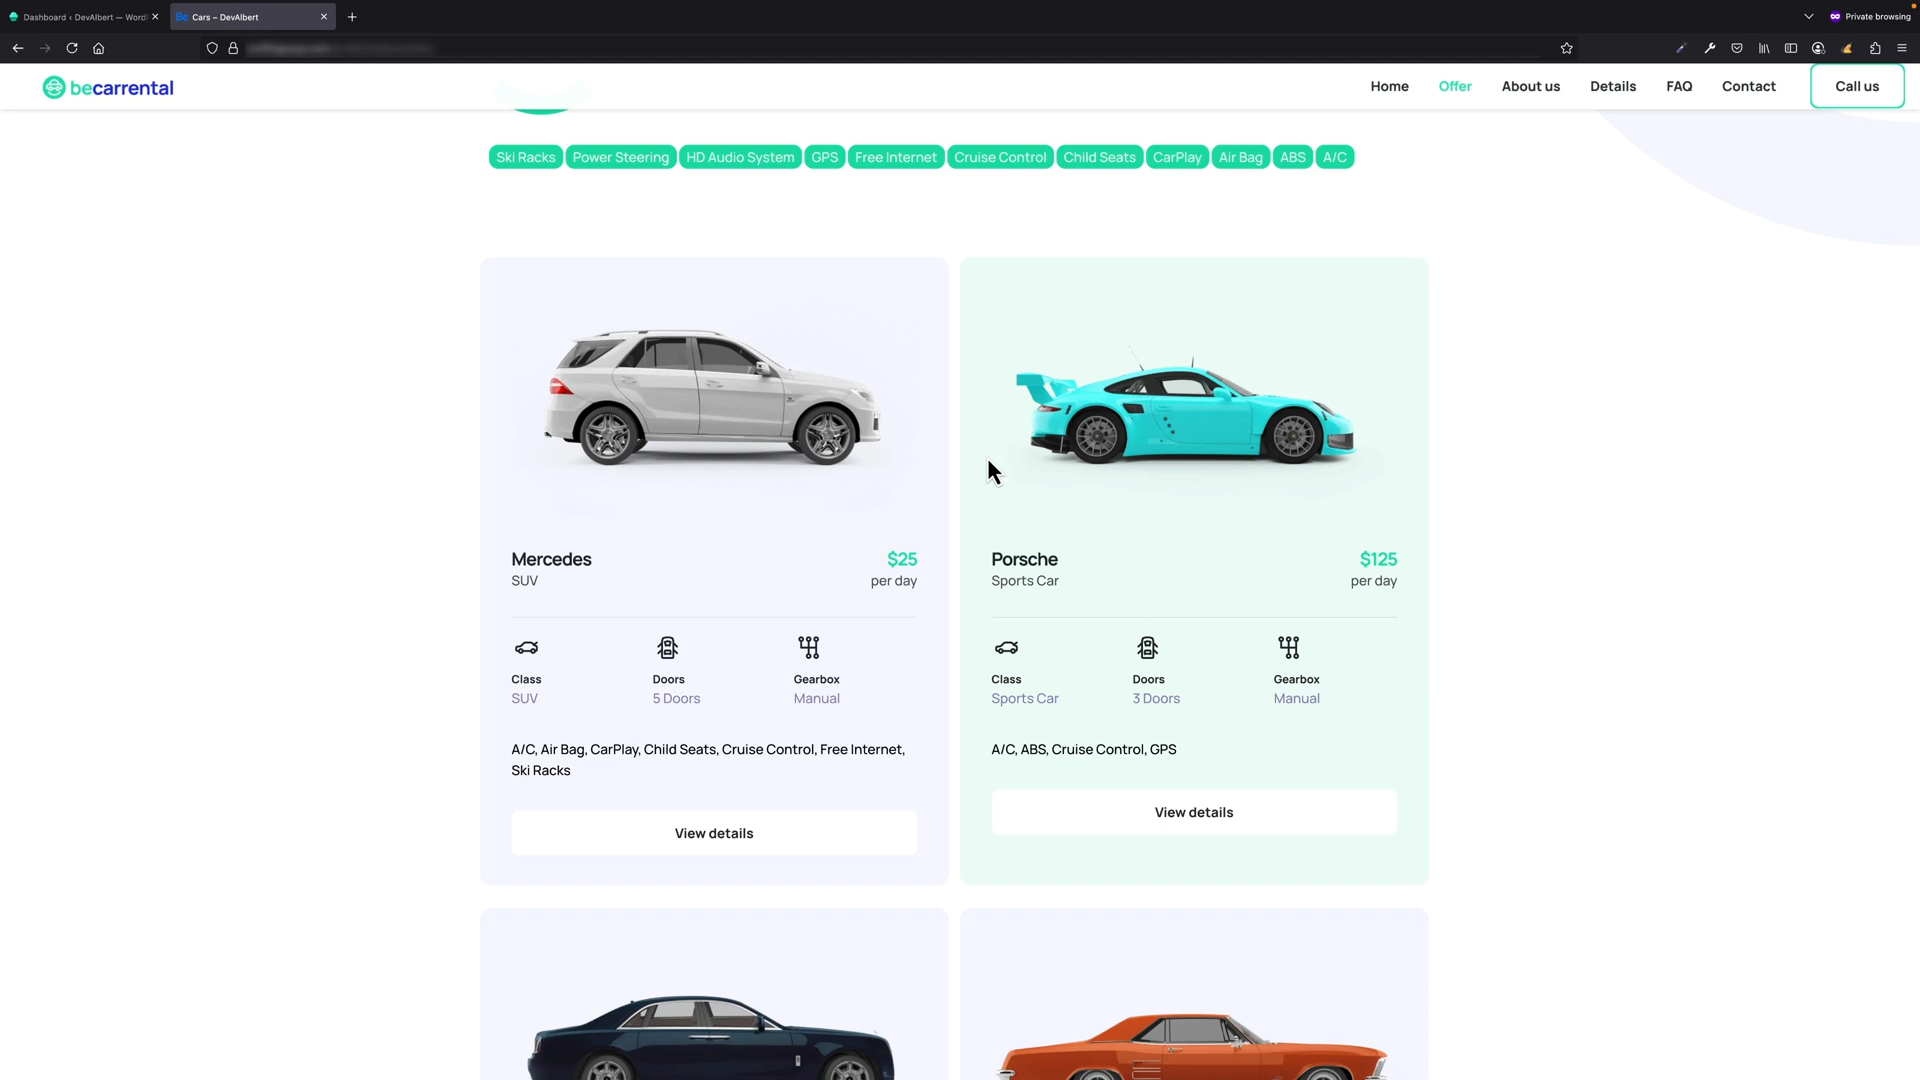 Dashboard ‹ DevAlbert — Word
Be Cars – DevAlbert
Private browsing
becarrental
Home Offer About us Details FAQ Contact Call us
Ski Racks Power Steering HD Audio System GPS Free Internet Cruise Control Child Seats CarPlay Air Bag ABS A/C
Mercedes $25
SUV per day
Class Doors Gearbox
SUV 5 Doors Manual
A/C, Air Bag, CarPlay, Child Seats, Cruise Control, Free Internet,
Ski Racks
View details
Porsche $125
Sports Car per day
Class Doors Gearbox
Sports Car 3 Doors Manual
A/C, ABS, Cruise Control, GPS
View details